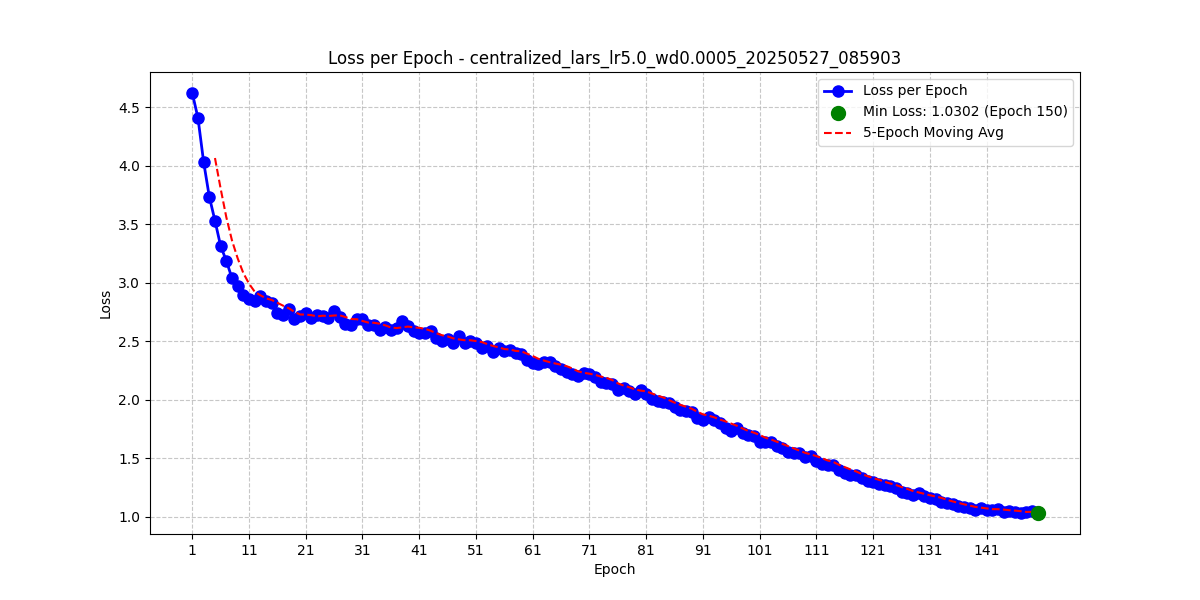 Loss per Epoch - centralized_lars_lr5.0_wd0.0005_20250527_085903
Loss per Epoch
Min Loss: 1.0302 (Epoch 150)
5-Epoch Moving Avg
Loss
4.5
4.0
3.5
3.0
2.5
2.0
1.5
1.0
1 11 21 31 41 51 61 71 81 91 101 111 121 131 141
Epoch